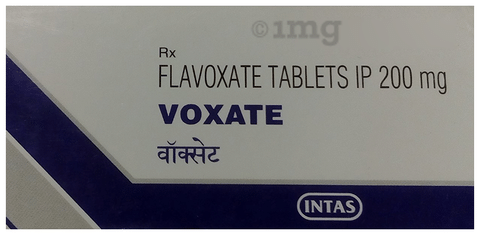 ©1mg
Rx
FLAVOXATE TABLETS IP 200 mg
VOXATE
वॉक्सेट
INTAS